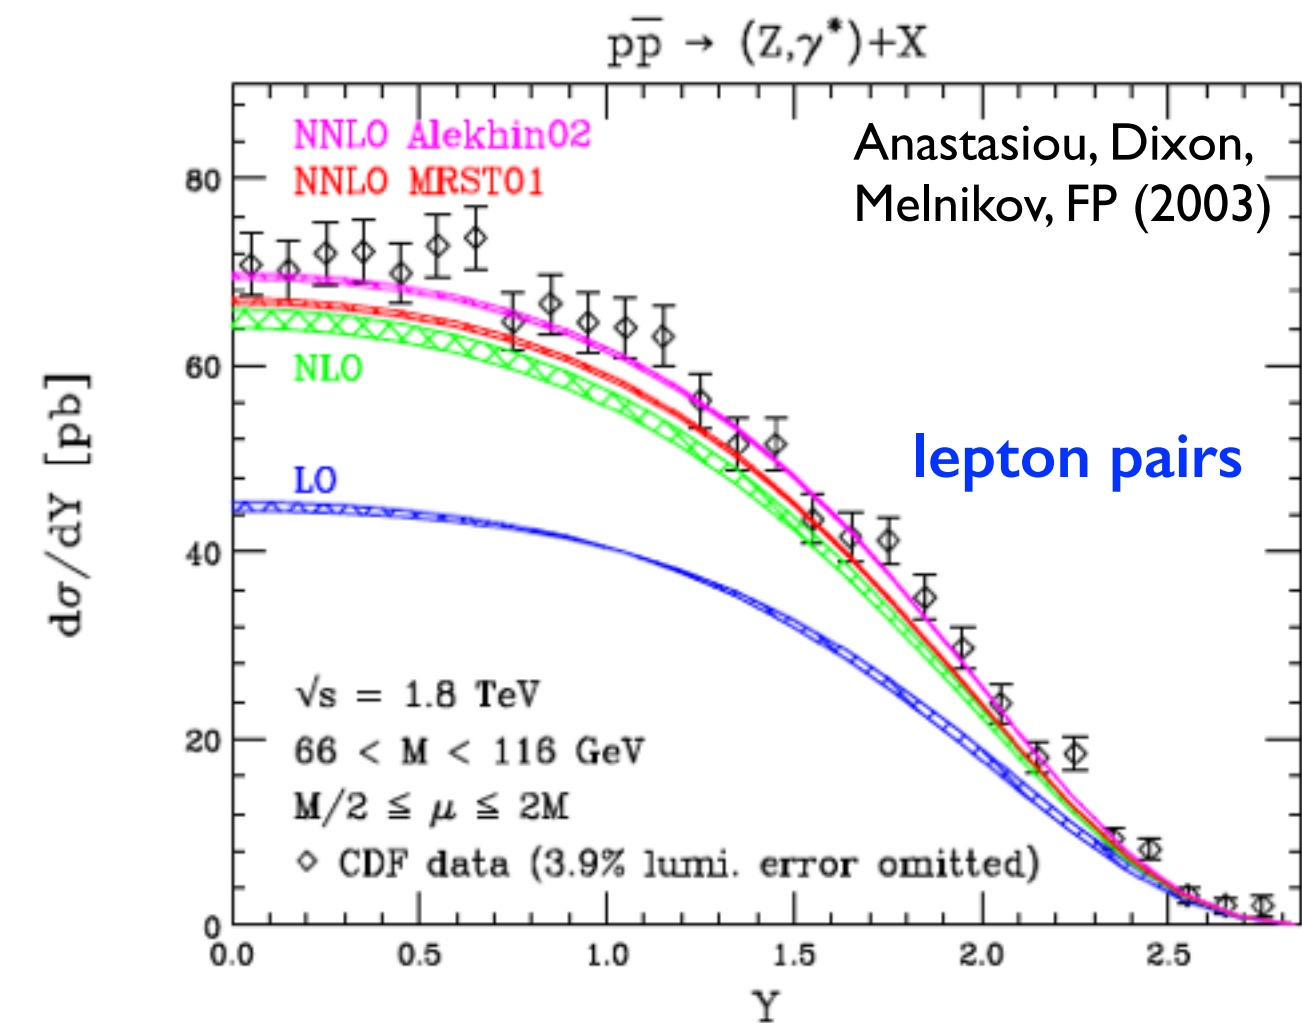 pp̅ → (Z,γ*)+X
NNLO Alekhin02
NNLO MRST01
Anastasiou, Dixon,
Melnikov, FP (2003)
NLO
lepton pairs
LO
√s = 1.8 TeV
66 < M < 116 GeV
M/2 ≦ μ ≦ 2M
◇ CDF data (3.9% lumi. error omitted)
dσ/dY [pb]
80
60
40
20
0
0.0 0.5 1.0 1.5 2.0 2.5
Y